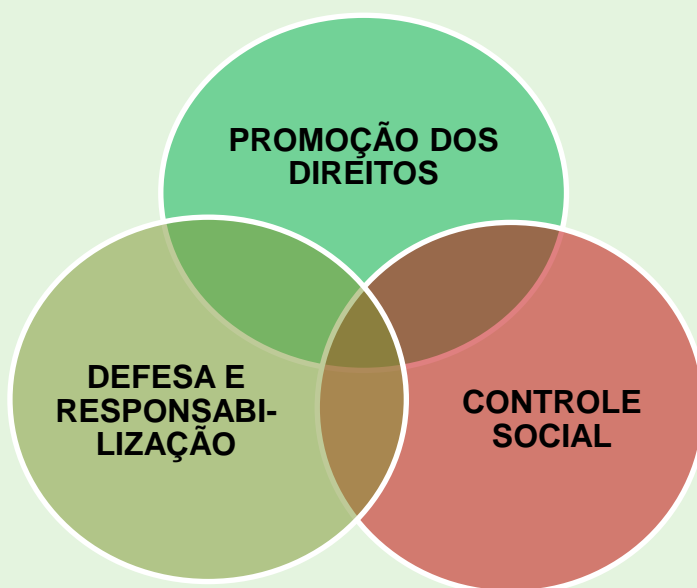 PROMOÇÃO DOS
DIREITOS
DEFESA E
RESPONSABI-
LIZAÇÃO
CONTROLE
SOCIAL